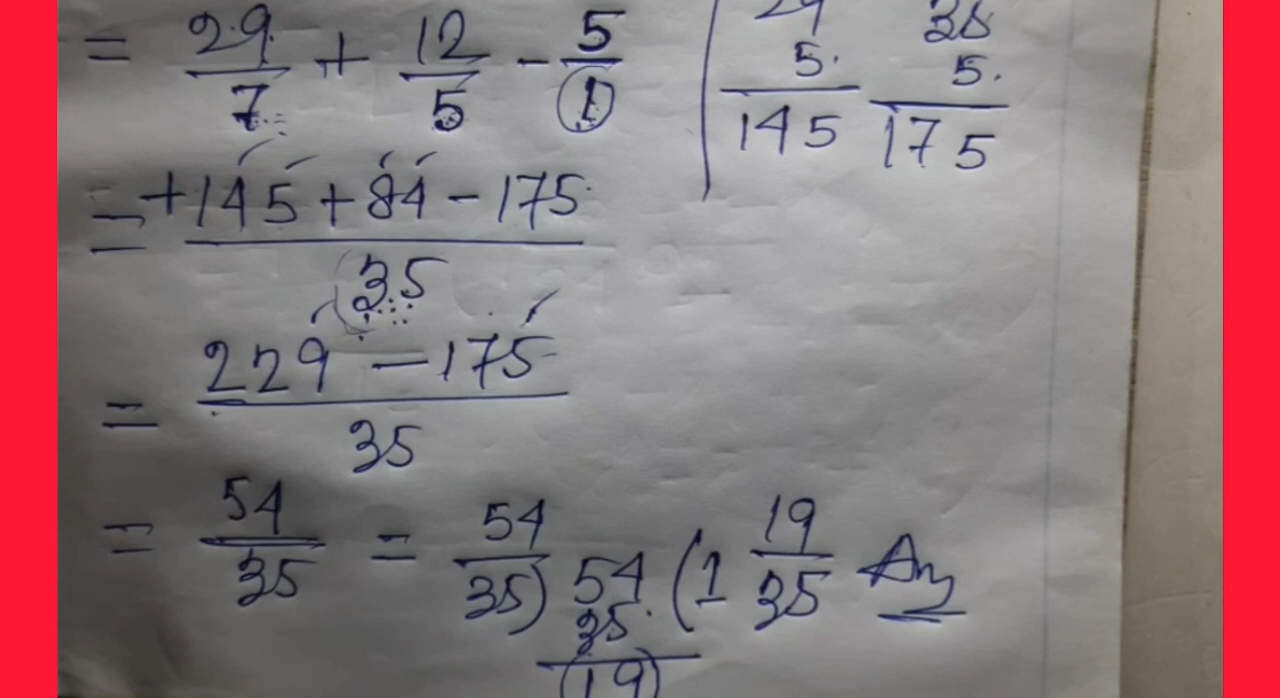 = 29/7 + 12/5 - 5/1
29 35
5. 5.
145 175
= +145 + 84 - 175
35
= 229 - 175
35
= 54/35 = 54/35) 54 (1 19/35 Ans
35
19